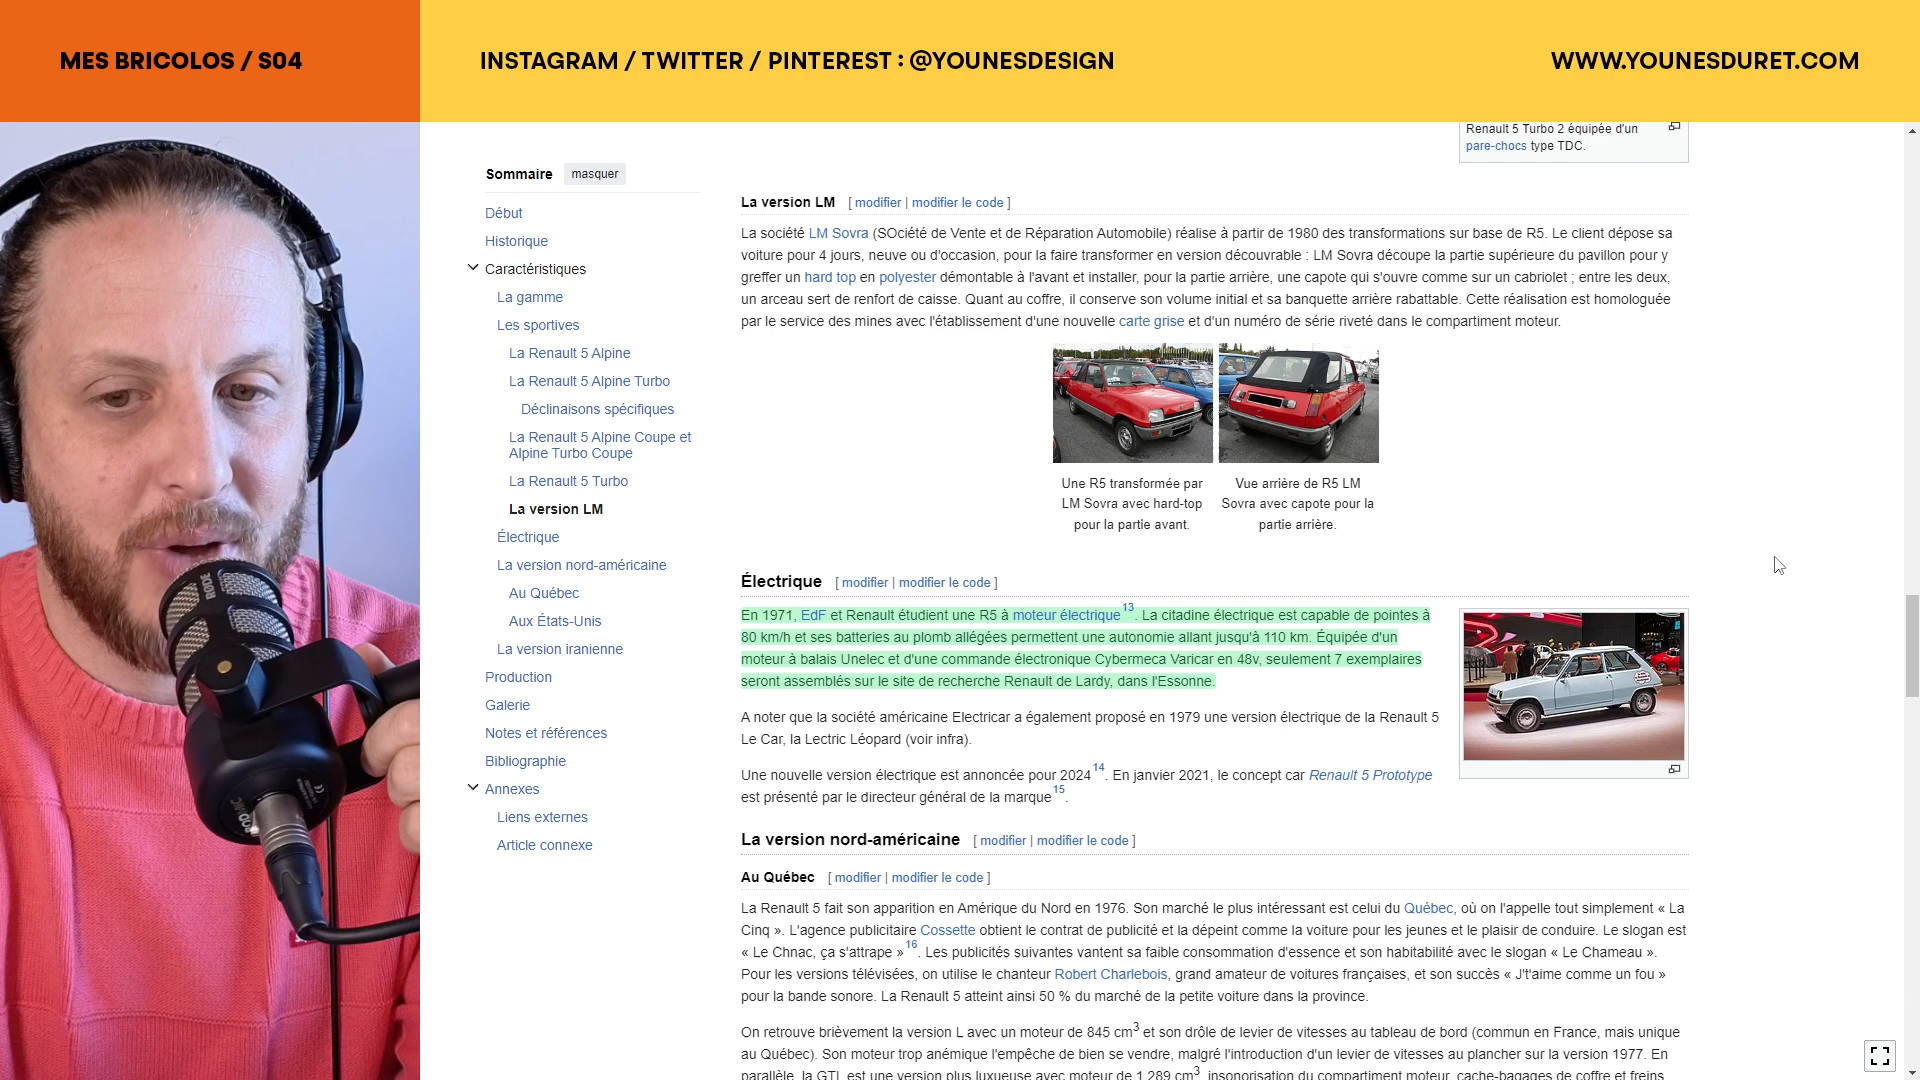 MES BRICOLOS / S04
INSTAGRAM / TWITTER / PINTEREST : @YOUNESDESIGN
WWW.YOUNESDURET.COM
Renault 5 Turbo 2 équipée d'un
pare-chocs type TDC.
Sommaire masquer
Début
Historique
Caractéristiques
La gamme
Les sportives
La Renault 5 Alpine
La Renault 5 Alpine Turbo
Déclinaisons spécifiques
La Renault 5 Alpine Coupe et
Alpine Turbo Coupe
La Renault 5 Turbo
La version LM
Électrique
La version nord-américaine
Au Québec
Aux États-Unis
La version iranienne
Production
Galerie
Notes et références
Bibliographie
Annexes
Liens externes
Article connexe
La version LM [ modifier | modifier le code ]
La société LM Sovra (SOciété de Vente et de Réparation Automobile) réalise à partir de 1980 des transformations sur base de R5. Le client dépose sa
voiture pour 4 jours, neuve ou d'occasion, pour la faire transformer en version découvrable : LM Sovra découpe la partie supérieure du pavillon pour y
greffer un hard top en polyester démontable à l'avant et installer, pour la partie arrière, une capote qui s'ouvre comme sur un cabriolet ; entre les deux,
un arceau sert de renfort de caisse. Quant au coffre, il conserve son volume initial et sa banquette arrière rabattable. Cette réalisation est homologuée
par le service des mines avec l'établissement d'une nouvelle carte grise et d'un numéro de série riveté dans le compartiment moteur.
Une R5 transformée par
LM Sovra avec hard-top
pour la partie avant.
Vue arrière de R5 LM
Sovra avec capote pour la
partie arrière.
Électrique [ modifier | modifier le code ]
En 1971, EdF et Renault étudient une R5 à moteur électrique13. La citadine électrique est capable de pointes à
80 km/h et ses batteries au plomb allégées permettent une autonomie allant jusqu'à 110 km. Équipée d'un
moteur à balais Unelec et d'une commande électronique Cybermeca Varicar en 48v, seulement 7 exemplaires
seront assemblés sur le site de recherche Renault de Lardy, dans l'Essonne.
A noter que la société américaine Electricar a également proposé en 1979 une version électrique de la Renault 5
Le Car, la Lectric Léopard (voir infra).
Une nouvelle version électrique est annoncée pour 202414. En janvier 2021, le concept car Renault 5 Prototype
est présenté par le directeur général de la marque15.
La version nord-américaine [ modifier | modifier le code ]
Au Québec [ modifier | modifier le code ]
La Renault 5 fait son apparition en Amérique du Nord en 1976. Son marché le plus intéressant est celui du Québec, où on l'appelle tout simplement « La
Cinq ». L'agence publicitaire Cossette obtient le contrat de publicité et la dépeint comme la voiture pour les jeunes et le plaisir de conduire. Le slogan est
« Le Chnac, ça s'attrape »16. Les publicités suivantes vantent sa faible consommation d'essence et son habitabilité avec le slogan « Le Chameau ».
Pour les versions télévisées, on utilise le chanteur Robert Charlebois, grand amateur de voitures françaises, et son succès « J't'aime comme un fou »
pour la bande sonore. La Renault 5 atteint ainsi 50 % du marché de la petite voiture dans la province.
On retrouve brièvement la version L avec un moteur de 845 cm3 et son drôle de levier de vitesses au tableau de bord (commun en France, mais unique
au Québec). Son moteur trop anémique l'empêche de bien se vendre, malgré l'introduction d'un levier de vitesses au plancher sur la version 1977. En
parallèle, la GTL est une version plus luxueuse avec moteur de 1 289 cm3, insonorisation du compartiment moteur, cache-bagages de coffre et freins
RODE